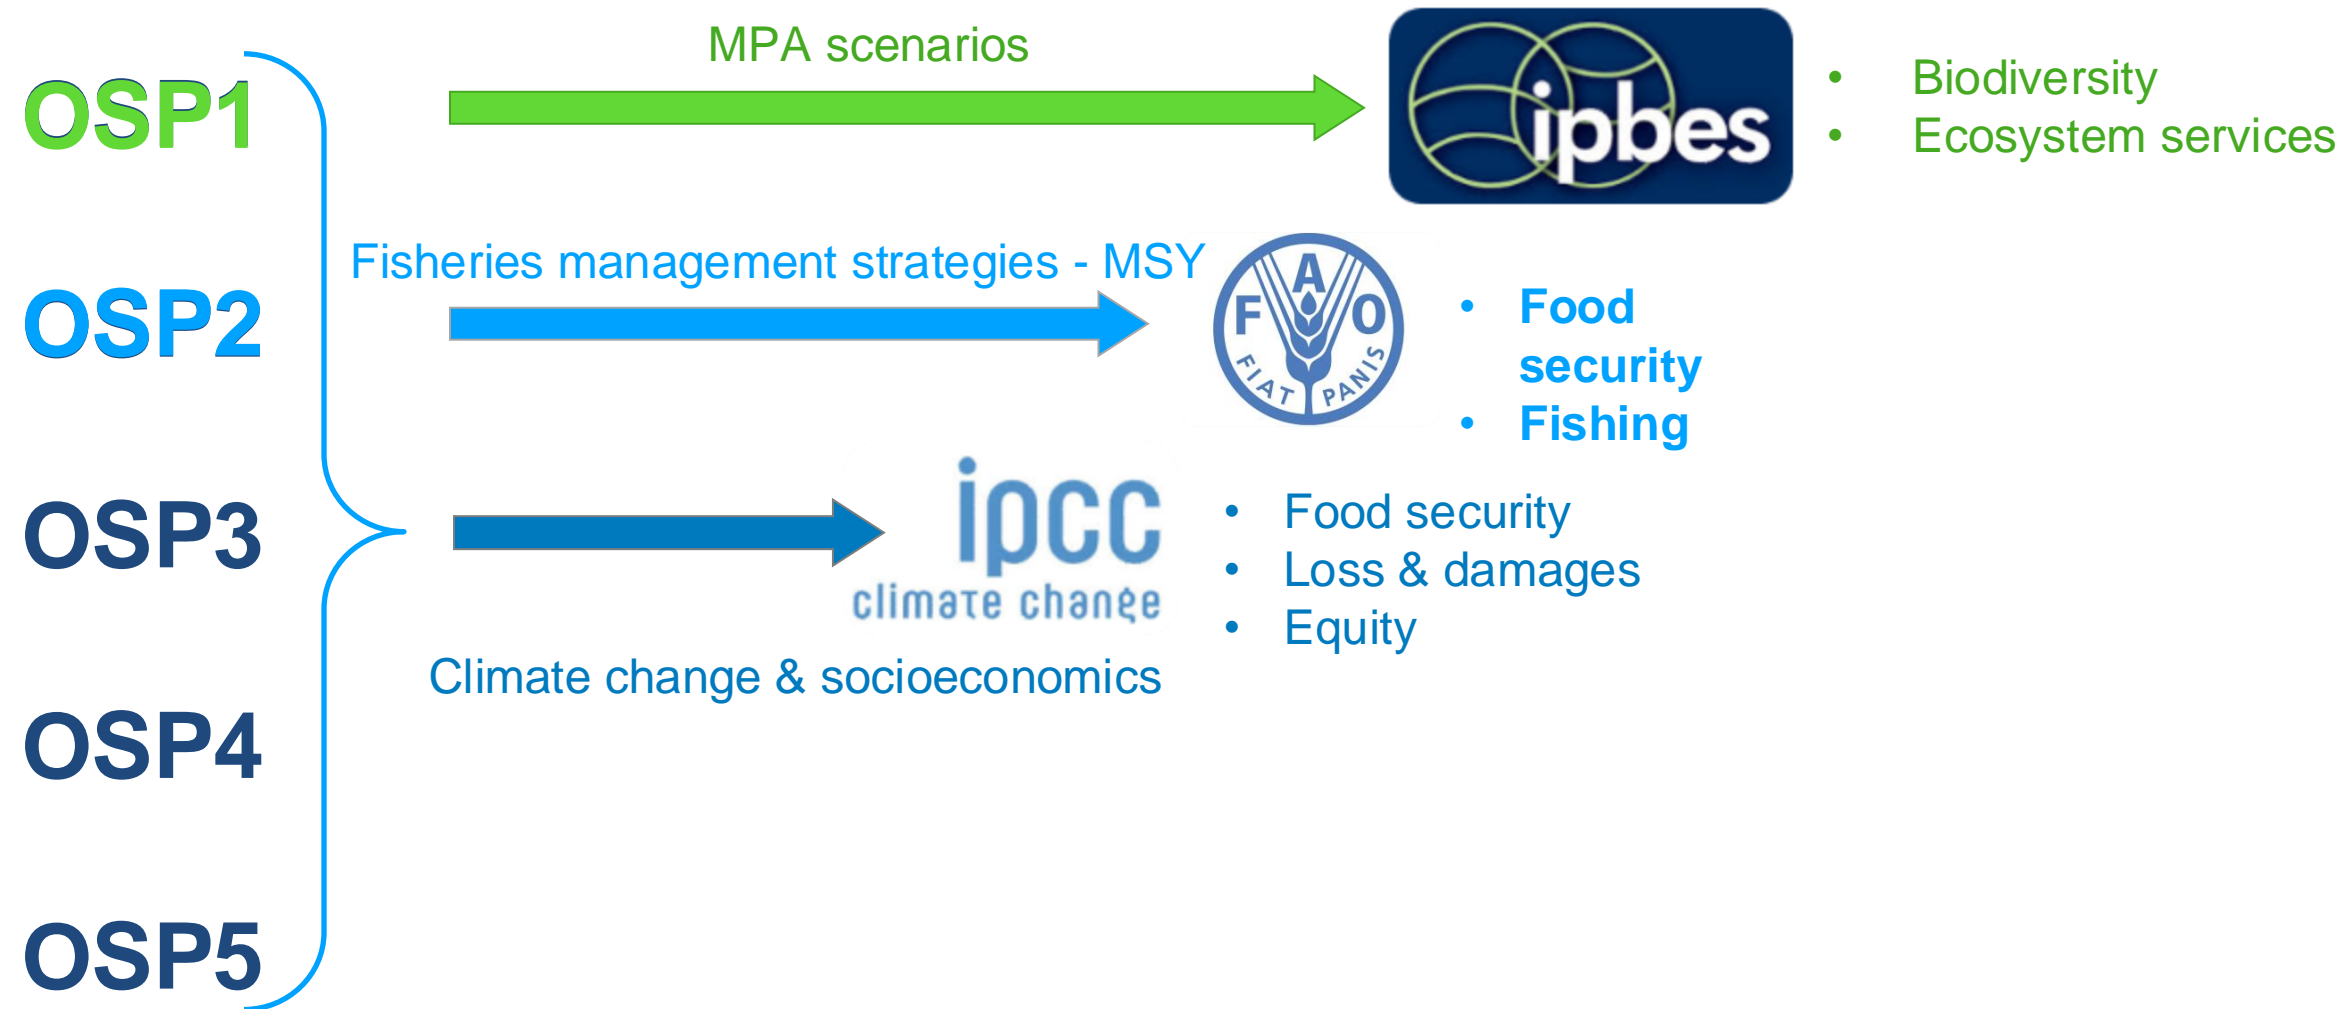 MPA scenarios
OSP1
ipbes
• Biodiversity
• Ecosystem services
Fisheries management strategies - MSY
OSP2
F A O
FIAT PANIS
• Food
security
• Fishing
OSP3
ipcc
climate change
• Food security
• Loss & damages
• Equity
Climate change & socioeconomics
OSP4
OSP5